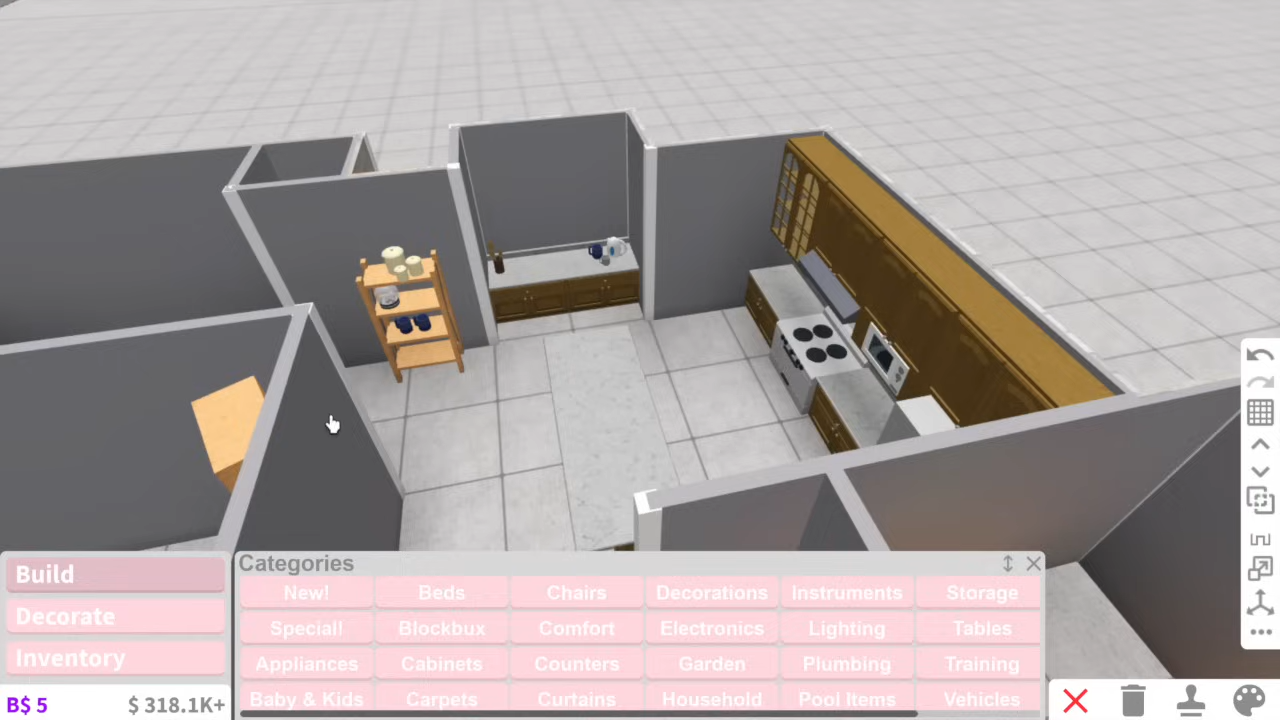 Build
Decorate
Inventory
B$ 5 $ 318.1K+
Categories
New! Beds Chairs Decorations Instruments Storage
Special! Blockbux Comfort Electronics Lighting Tables
Appliances Cabinets Counters Garden Plumbing Training
Baby & Kids Carpets Curtains Household Pool Items Vehicles